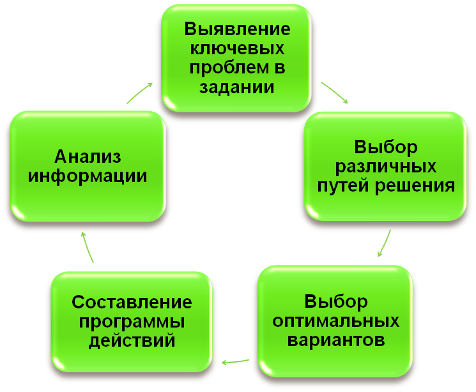 Выявление
ключевых
проблем в
задании
Выбор
различных
путей решения
Выбор
оптимальных
вариантов
Составление
программы
действий
Анализ
информации